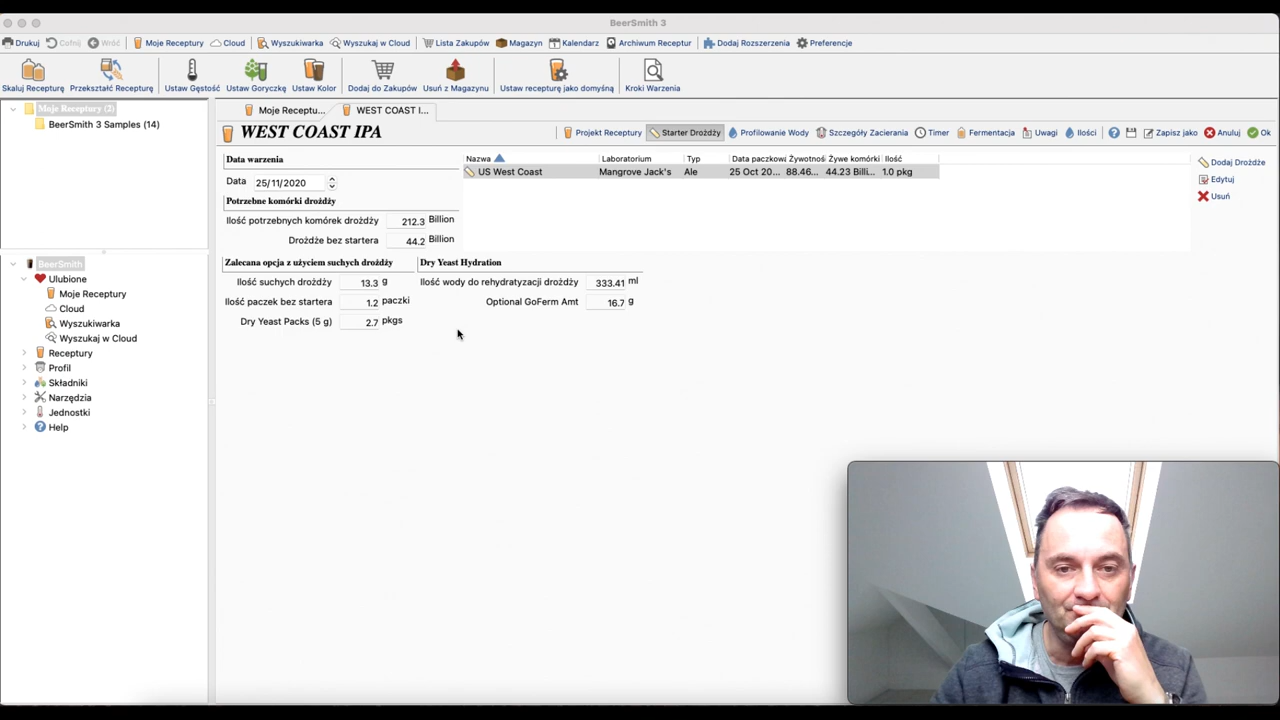 BeerSmith 3
Drukuj Cofnij Wróć Moje Receptury Cloud Wyszukiwarka Wyszukaj w Cloud Lista Zakupów Magazyn Kalendarz Archiwum Receptur Dodaj Rozszerzenia Preferencje
Skaluj Recepturę Przekształć Recepturę Ustaw Gęstość Ustaw Goryczkę Ustaw Kolor Dodaj do Zakupów Usuń z Magazynu Ustaw recepturę jako domyślną Kroki Warzenia
Moje Receptury (2)
BeerSmith 3 Samples (14)
BeerSmith
Ulubione
Moje Receptury
Cloud
Wyszukiwarka
Wyszukaj w Cloud
Receptury
Profil
Składniki
Narzędzia
Jednostki
Help
Moje Receptu... WEST COAST I...
WEST COAST IPA
Projekt Receptury Starter Drożdży Profilowanie Wody Szczegóły Zacierania Timer Fermentacja Uwagi Ilości Zapisz jako Anuluj Ok
Data warzenia
Data 25/11/2020
Potrzebne komórki drożdży
Ilość potrzebnych komórek drożdży 212.3 Billion
Drożdże bez startera 44.2 Billion
Nazwa Laboratorium Typ Data paczkowa Żywotnoś Żywe komórki Ilość
US West Coast Mangrove Jack's Ale 25 Oct 20... 88.46... 44.23 Billi... 1.0 pkg
Dodaj Drożdże
Edytuj
Usuń
Zalecana opcja z użyciem suchych drożdży
Ilość suchych drożdży 13.3 g
Ilość paczek bez startera 1.2 paczki
Dry Yeast Packs (5 g) 2.7 pkgs
Dry Yeast Hydration
Ilość wody do rehydratyzacji drożdży 333.41 ml
Optional GoFerm Amt 16.7 g